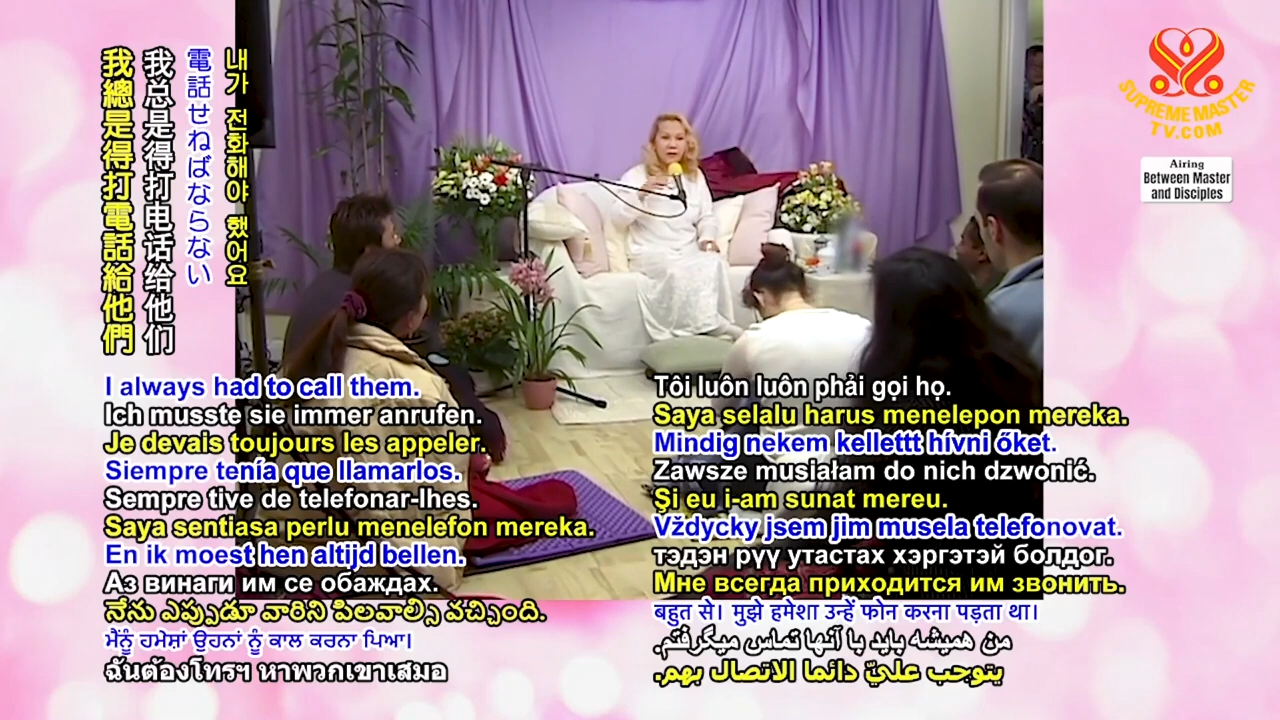 我總是得打電話給他們
我总是得打电话给他们
電話せねばならない
내가 전화해야 했어요
SUPREME MASTER
TV.COM
Airing
Between Master
and Disciples
I always had to call them.
Ich musste sie immer anrufen.
Je devais toujours les appeler.
Siempre tenía que llamarlos.
Sempre tive de telefonar-lhes.
Saya sentiasa perlu menelefon mereka.
En ik moest hen altijd bellen.
Аз винаги им се обаждах.
నేను ఎప్పుడూ వారిని పిలవాల్సి వచ్చింది.
ਮੈਨੂੰ ਹਮੇਸ਼ਾਂ ਉਹਨਾਂ ਨੂੰ ਕਾਲ ਕਰਨਾ ਪਿਆ।
ฉันต้องโทรฯ หาพวกเขาเสมอ
Tôi luôn luôn phải gọi họ.
Saya selalu harus menelepon mereka.
Mindig nekem kellettt hívni őket.
Zawsze musiałam do nich dzwonić.
Şi eu i-am sunat mereu.
Vždycky jsem jim musela telefonovat.
тэдэн рүү утастах хэргэтэй болдог.
Мне всегда приходится им звонить.
बहुत से। मुझे हमेशा उन्हें फोन करना पड़ता था।
من همیشه باید با آنها تماس میگرفتم.
يتوجب عليّ دائما الاتصال بهم.